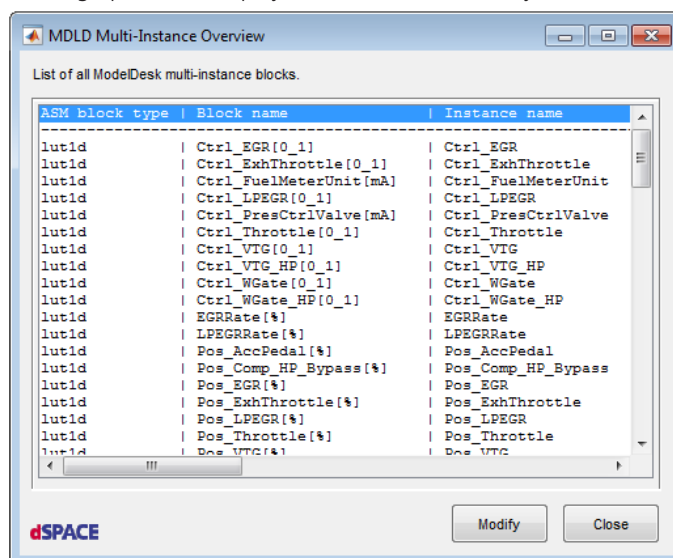 MDLD Multi-Instance Overview
List of all ModelDesk multi-instance blocks.
ASM block type | Block name | Instance name
--------------------------------------------------------------------
lut1d | Ctrl_EGR[0_1] | Ctrl_EGR
lut1d | Ctrl_ExhThrottle[0_1] | Ctrl_ExhThrottle
lut1d | Ctrl_FuelMeterUnit[mA] | Ctrl_FuelMeterUnit
lut1d | Ctrl_LPEGR[0_1] | Ctrl_LPEGR
lut1d | Ctrl_PresCtrlValve[mA] | Ctrl_PresCtrlValve
lut1d | Ctrl_Throttle[0_1] | Ctrl_Throttle
lut1d | Ctrl_VTG[0_1] | Ctrl_VTG
lut1d | Ctrl_VTG_HP[0_1] | Ctrl_VTG_HP
lut1d | Ctrl_WGate[0_1] | Ctrl_WGate
lut1d | Ctrl_WGate_HP[0_1] | Ctrl_WGate_HP
lut1d | EGRRate[%] | EGRRate
lut1d | LPEGRRate[%] | LPEGRRate
lut1d | Pos_AccPedal[%] | Pos_AccPedal
lut1d | Pos_Comp_HP_Bypass[%] | Pos_Comp_HP_Bypass
lut1d | Pos_EGR[%] | Pos_EGR
lut1d | Pos_ExhThrottle[%] | Pos_ExhThrottle
lut1d | Pos_LPEGR[%] | Pos_LPEGR
lut1d | Pos_Throttle[%] | Pos_Throttle
lut1d | Pos_VTG[%] | Pos_VTG
dSPACE
Modify Close